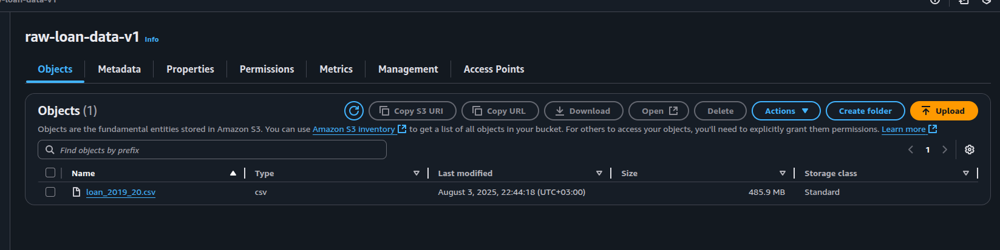 raw-loan-data-v1 Info
Objects Metadata Properties Permissions Metrics Management Access Points
Objects (1) Copy S3 URI Copy URL Download Open Delete Actions Create folder Upload
Objects are the fundamental entities stored in Amazon S3. You can use Amazon S3 inventory to get a list of all objects in your bucket. For others to access your objects, you'll need to explicitly grant them permissions. Learn more
Find objects by prefix 1
Name Type Last modified Size Storage class
loan_2019_20.csv csv August 3, 2025, 22:44:18 (UTC+03:00) 485.9 MB Standard